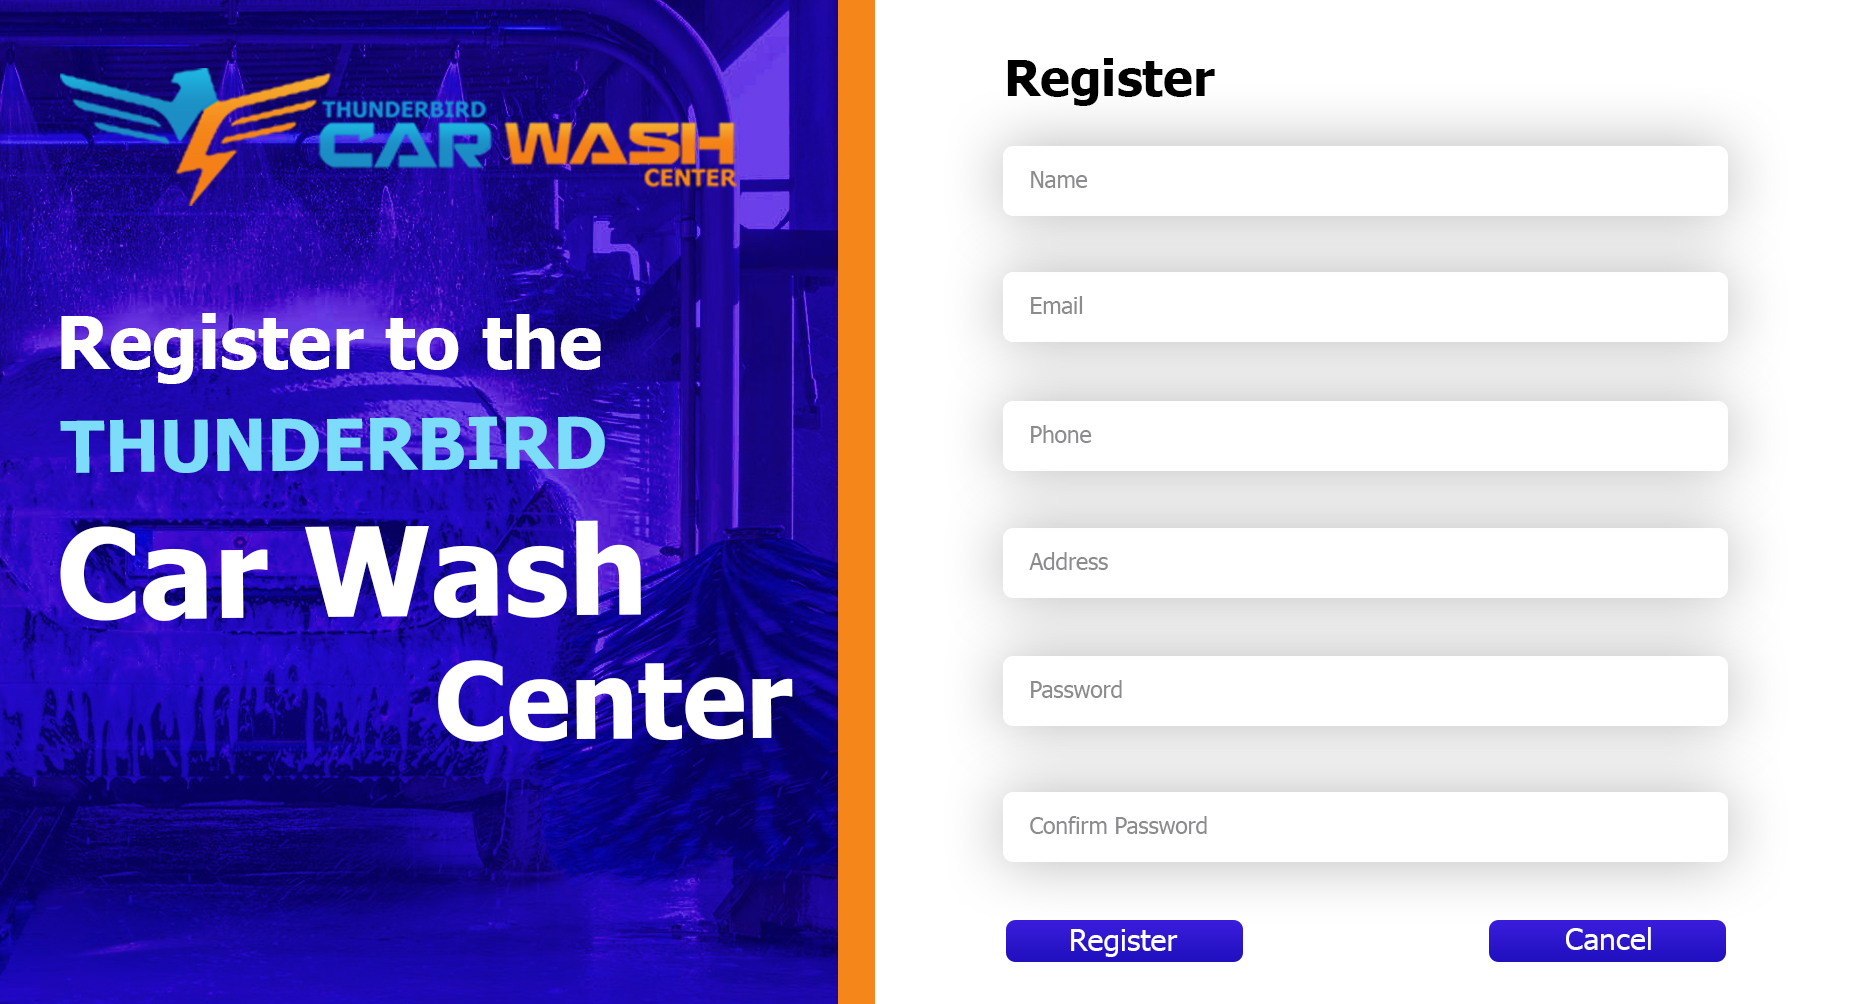 THUNDERBIRD
CAR WASH
CENTER
Register to the
THUNDERBIRD
Car Wash
Center
Register
Name
Email
Phone
Address
Password
Confirm Password
Register
Cancel